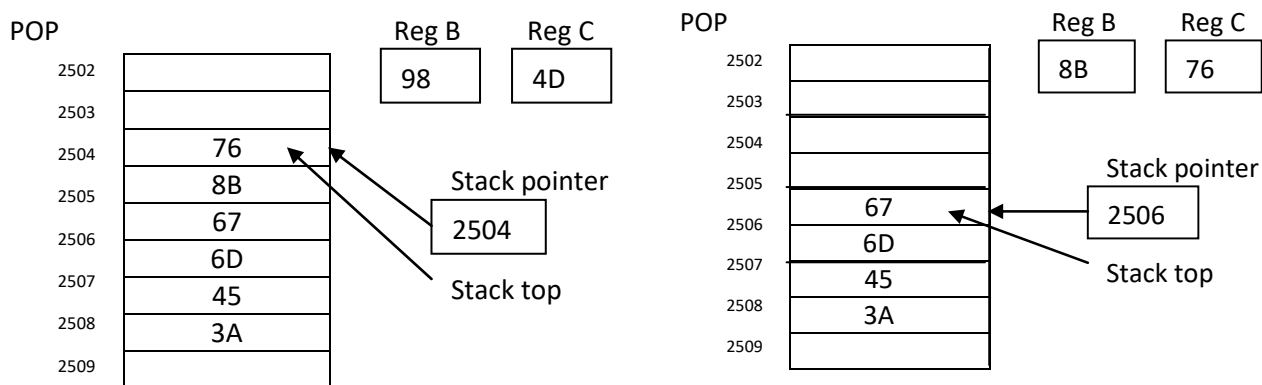 POP
Reg B Reg C
98 4D
2502
2503
2504 76
2505 8B
2506 67
2507 6D
2508 45
2509 3A
Stack pointer
2504
Stack top
POP
Reg B Reg C
8B 76
2502
2503
2504
2505
2506 67
2507 6D
2508 45
2509 3A
Stack pointer
2506
Stack top